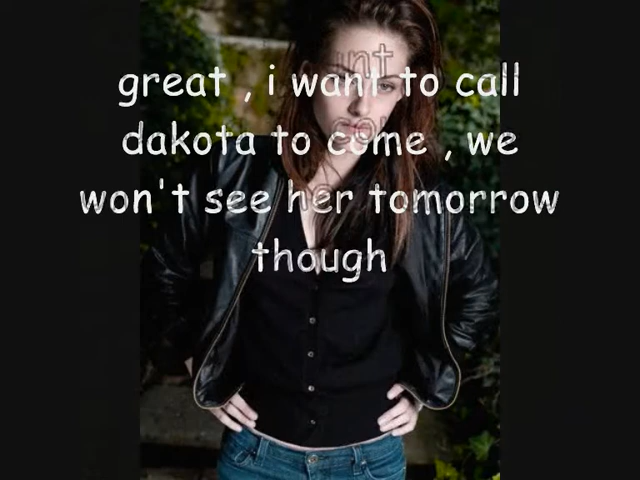 great , i want to call
dakota to come , we
won't see her tomorrow
though